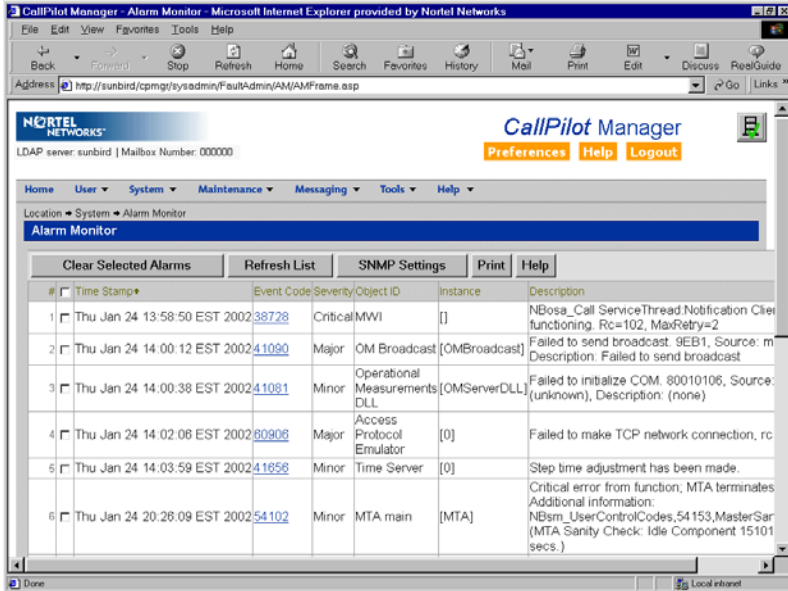 CallPilot Manager - Alarm Monitor - Microsoft Internet Explorer provided by Nortel Networks
File Edit View Favorites Tools Help
Back Forward Stop Refresh Home Search Favorites History Mail Print Edit Discuss RealGuide
Address http://sunbird/cpmgr/sysadmin/FaultAdmin/AM/AMFrame.asp Go Links »
NORTEL
NETWORKS™
CallPilot Manager
LDAP server: sunbird | Mailbox Number: 000000
Preferences Help Logout
Home User System Maintenance Messaging Tools Help
Location System Alarm Monitor
Alarm Monitor
Clear Selected Alarms Refresh List SNMP Settings Print Help
# Time Stamp Event Code Severity Object ID Instance Description
1 Thu Jan 24 13:58:50 EST 2002 38728 Critical MWI [] NBosa_Call ServiceThread:Notification Clie
functioning. Rc=102, MaxRetry=2
2 Thu Jan 24 14:00:12 EST 2002 41090 Major OM Broadcast [OMBroadcast] Failed to send broadcast. 9EB1, Source: m
Description: Failed to send broadcast
3 Thu Jan 24 14:00:38 EST 2002 41081 Minor Operational Measurements DLL [OMServerDLL] Failed to initialize COM. 80010106, Source:
(unknown), Description: (none)
4 Thu Jan 24 14:02:06 EST 2002 60906 Major Access Protocol Emulator [0] Failed to make TCP network connection, rc
5 Thu Jan 24 14:03:59 EST 2002 41656 Minor Time Server [0] Step time adjustment has been made.
6 Thu Jan 24 20:26:09 EST 2002 54102 Minor MTA main [MTA] Critical error from function; MTA terminates
Additional information:
NBsm_UserControlCodes,54153,MasterSan
(MTA Sanity Check: Idle Component 15101
secs.)
Done Local intranet